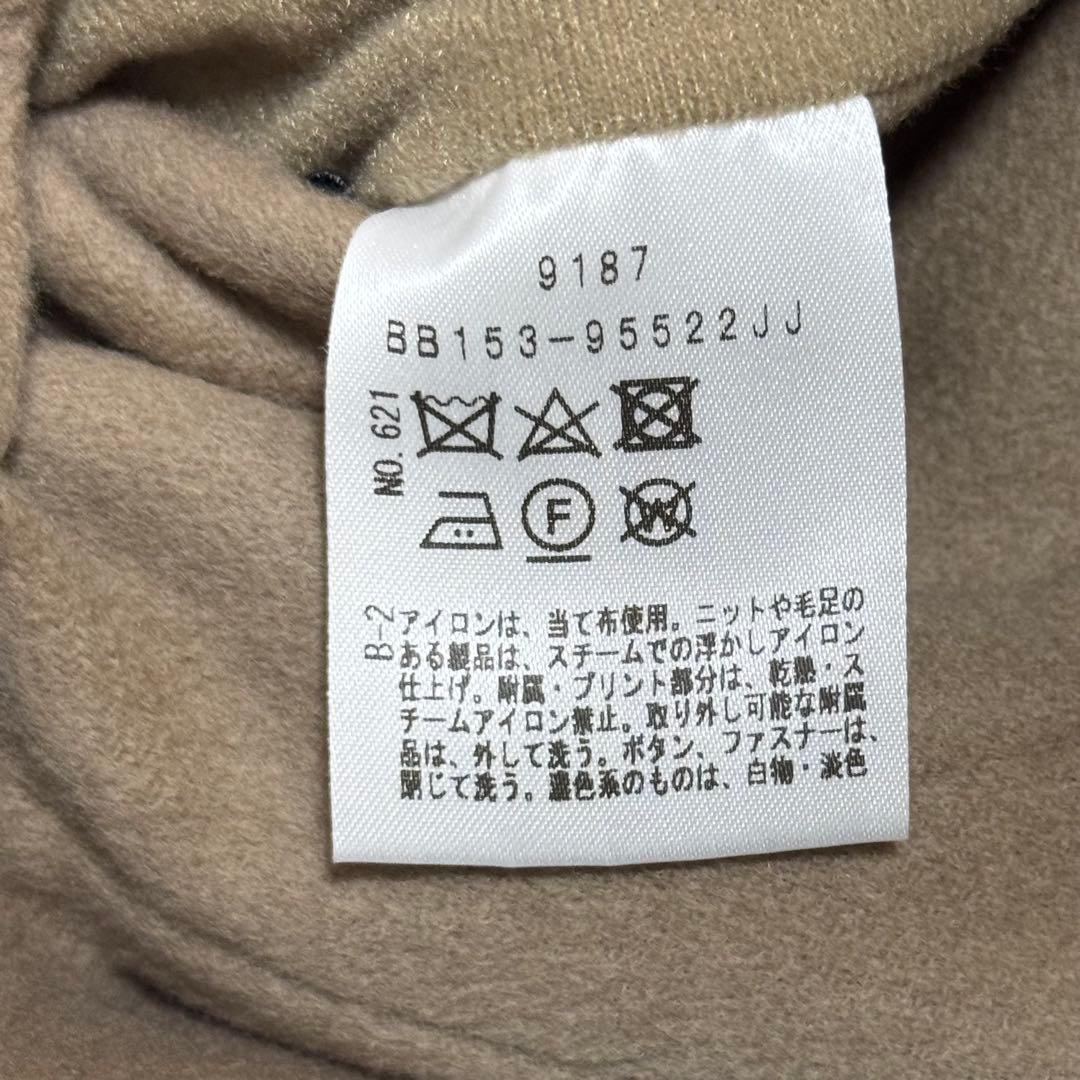 9187
BB153-95522JJ
NO. 621
F
W
B-2
アイロンは、当て布使用。ニットや毛足の
ある製品は、スチームでの浮かしアイロン
仕上げ。附属・プリント部分は、乾熱・ス
チームアイロン禁止。取り外し可能な附属
品は、外して洗う。ボタン、ファスナーは、
閉じて洗う。濃色系のものは、白物・淡色